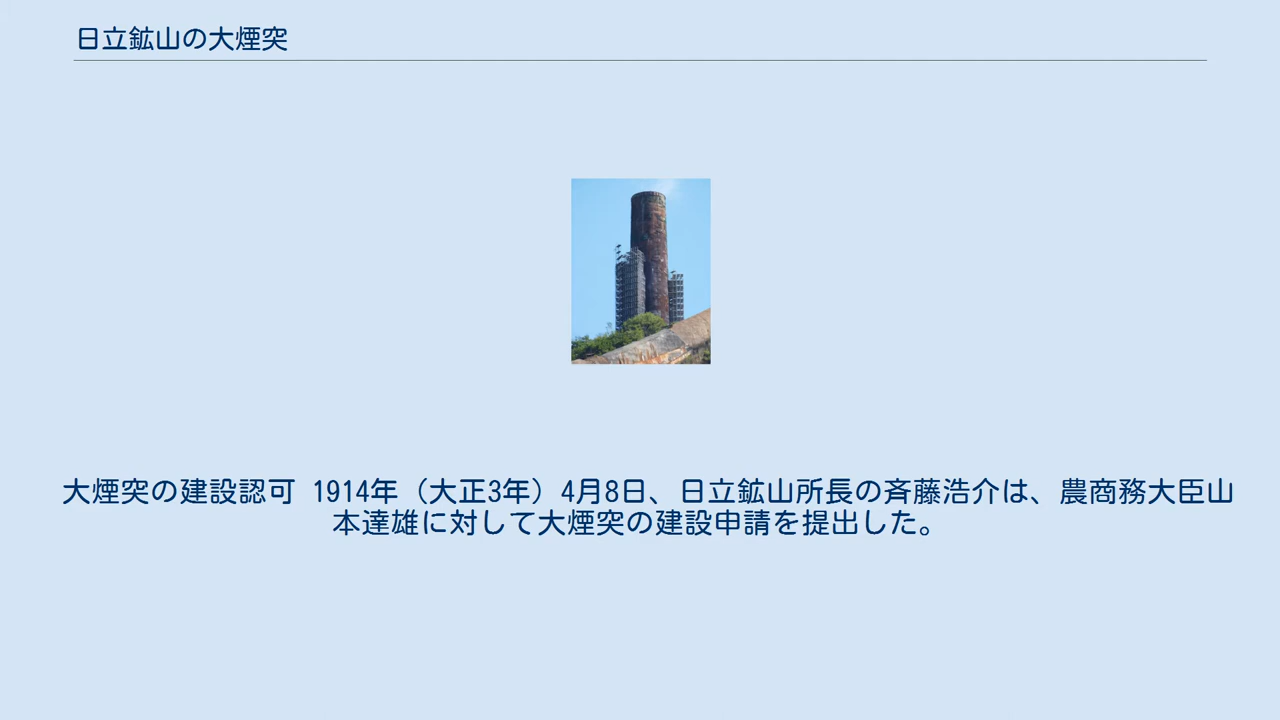 日立鉱山の大煙突
大煙突の建設認可 1914年（大正3年）4月8日、日立鉱山所長の斉藤浩介は、農商務大臣山
本達雄に対して大煙突の建設申請を提出した。